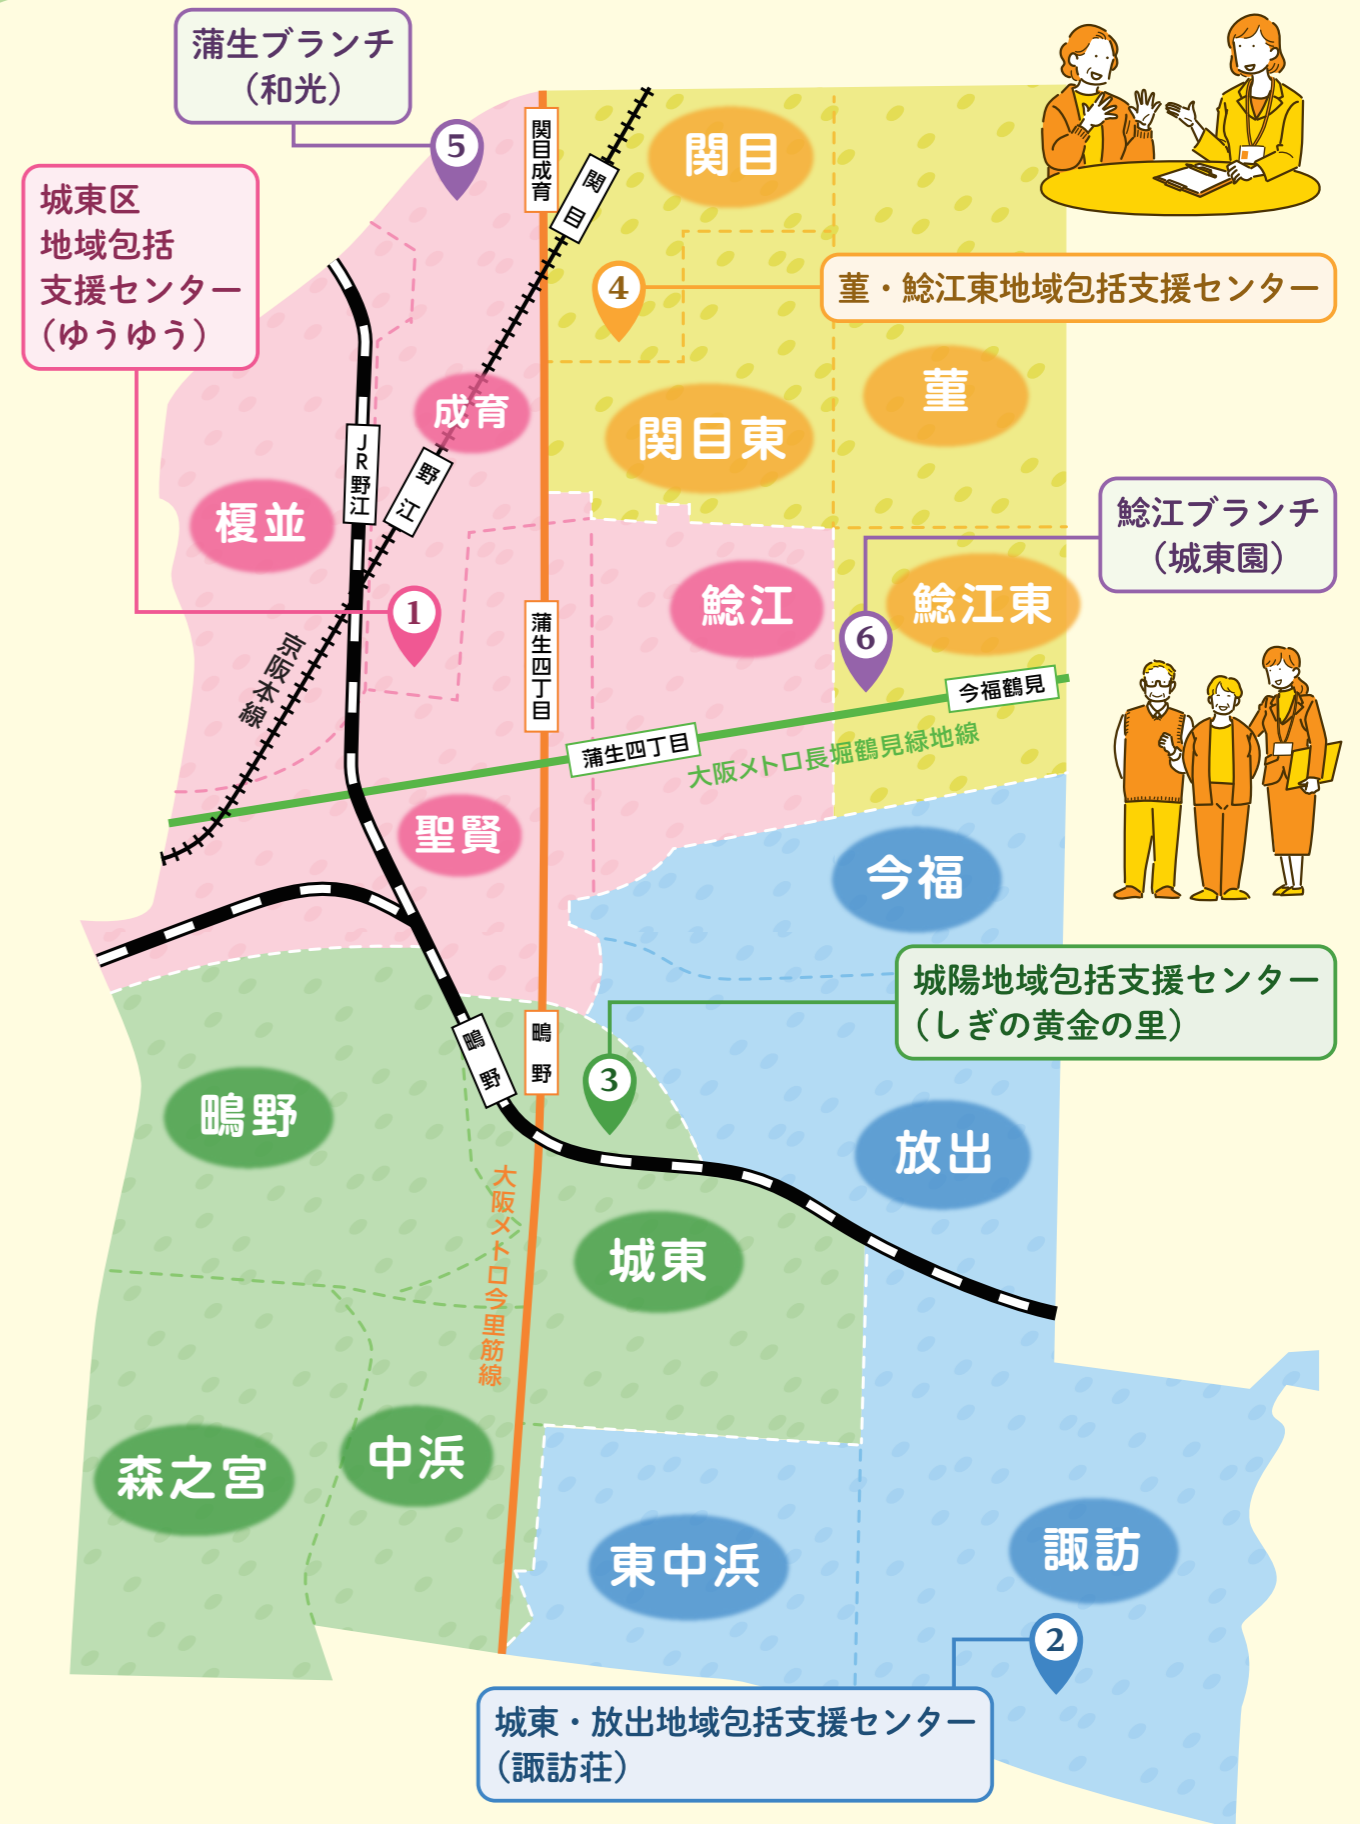 蒲生ブランチ
（和光）
5
城東区
地域包括
支援センター
（ゆうゆう）
関目成育
関目
関目
4
菫・鯰江東地域包括支援センター
成育
関目東
菫
JR野江
野江
榎並
鯰江ブランチ
（城東園）
鯰江
鯰江東
1
蒲生四丁目
6
京阪本線
今福鶴見
蒲生四丁目
大阪メトロ長堀鶴見緑地線
聖賢
今福
城陽地域包括支援センター
（しぎの黄金の里）
鴫野
鴫野
3
鴫野
放出
大阪メトロ今里筋線
城東
森之宮
中浜
東中浜
諏訪
2
城東・放出地域包括支援センター
（諏訪荘）